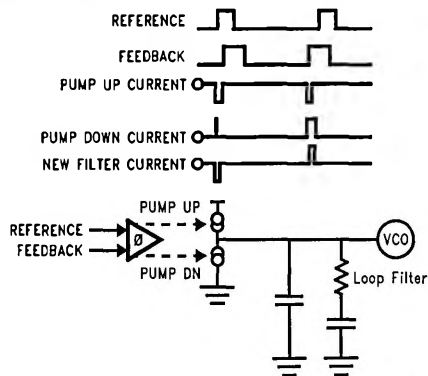 REFERENCE
FEEDBACK
PUMP UP CURRENT
PUMP DOWN CURRENT
NEW FILTER CURRENT
PUMP UP
REFERENCE
FEEDBACK
Ø
PUMP DN
VCO
Loop Filter